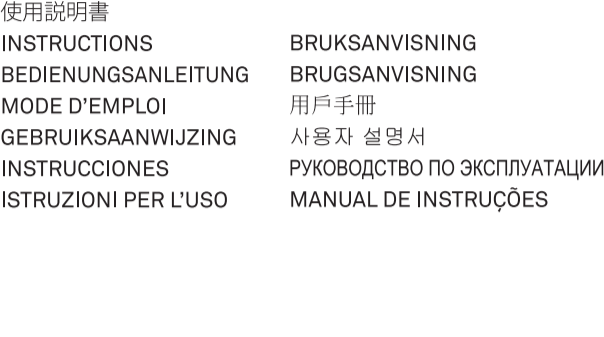 使用説明書
INSTRUCTIONS
BEDIENUNGSANLEITUNG
MODE D’EMPLOI
GEBRUIKSAANWIJZING
INSTRUCCIONES
ISTRUZIONI PER L’USO
BRUKSANVISNING
BRUGSANVISNING
用戶手冊
사용자 설명서
РУКОВОДСТВО ПО ЭКСПЛУАТАЦИИ
MANUAL DE INSTRUÇÕES